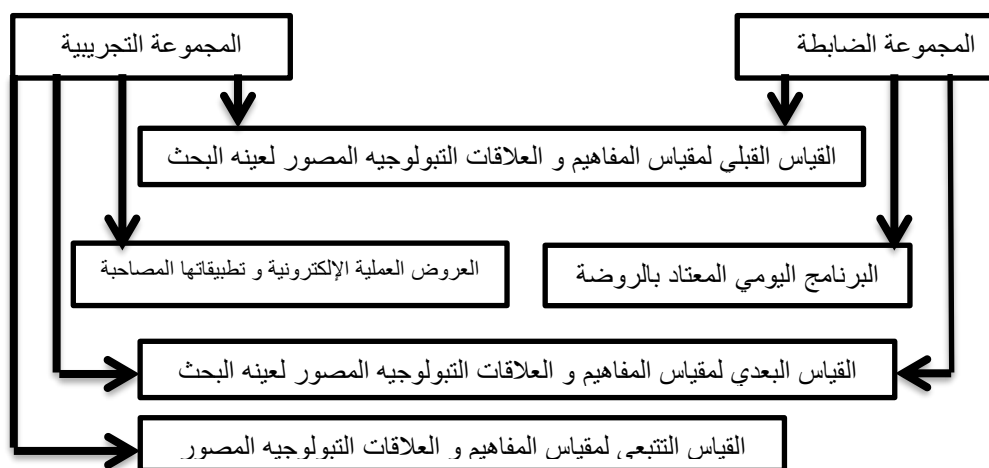 المجموعة الضابطة
المجموعة التجريبية
القياس القبلي لمقياس المفاهيم و العلاقات التبولوجيه المصور لعينه البحث
البرنامج اليومي المعتاد بالروضة
العروض العملية الإلكترونية و تطبيقاتها المصاحبة
القياس البعدي لمقياس المفاهيم و العلاقات التبولوجيه المصور لعينه البحث
القياس التتبعي لمقياس المفاهيم و العلاقات التبولوجيه المصور